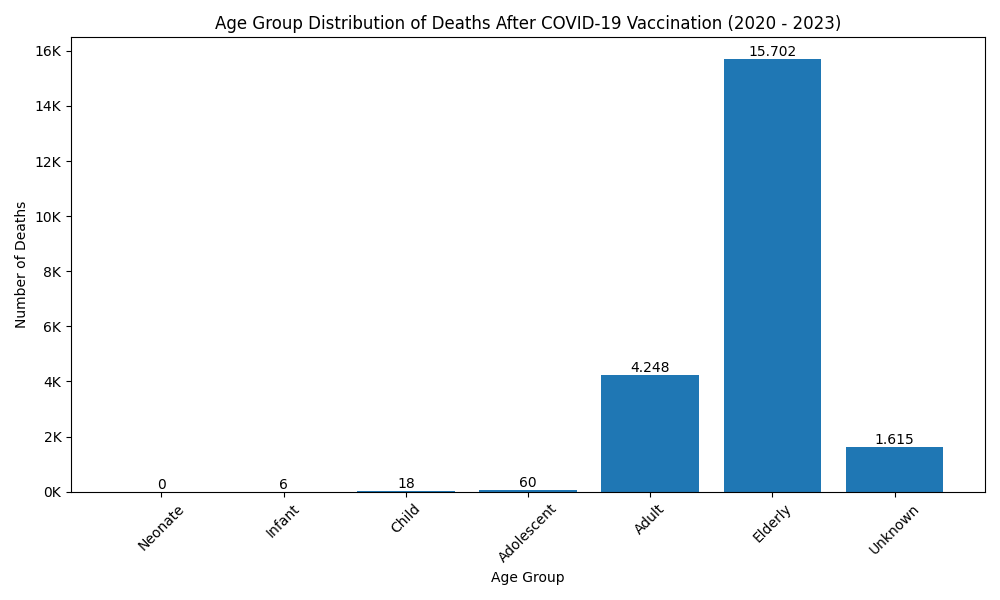 Age Group Distribution of Deaths After COVID-19 Vaccination (2020 - 2023)
Number of Deaths
16K
14K
12K
10K
8K
6K
4K
2K
0K
0
6
18
60
4.248
15.702
1.615
Neonate
Infant
Child
Adolescent
Adult
Elderly
Unknown
Age Group